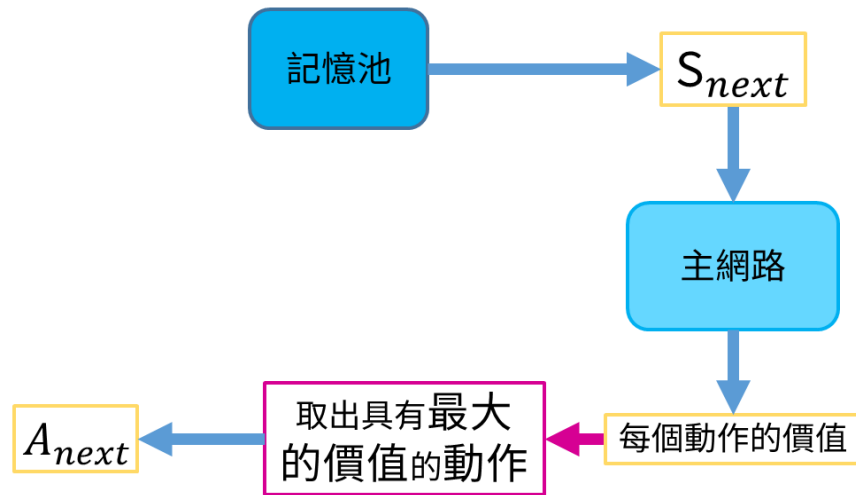 記憶池
S_next
主網路
每個動作的價值
取出具有最大
的價值的動作
A_next